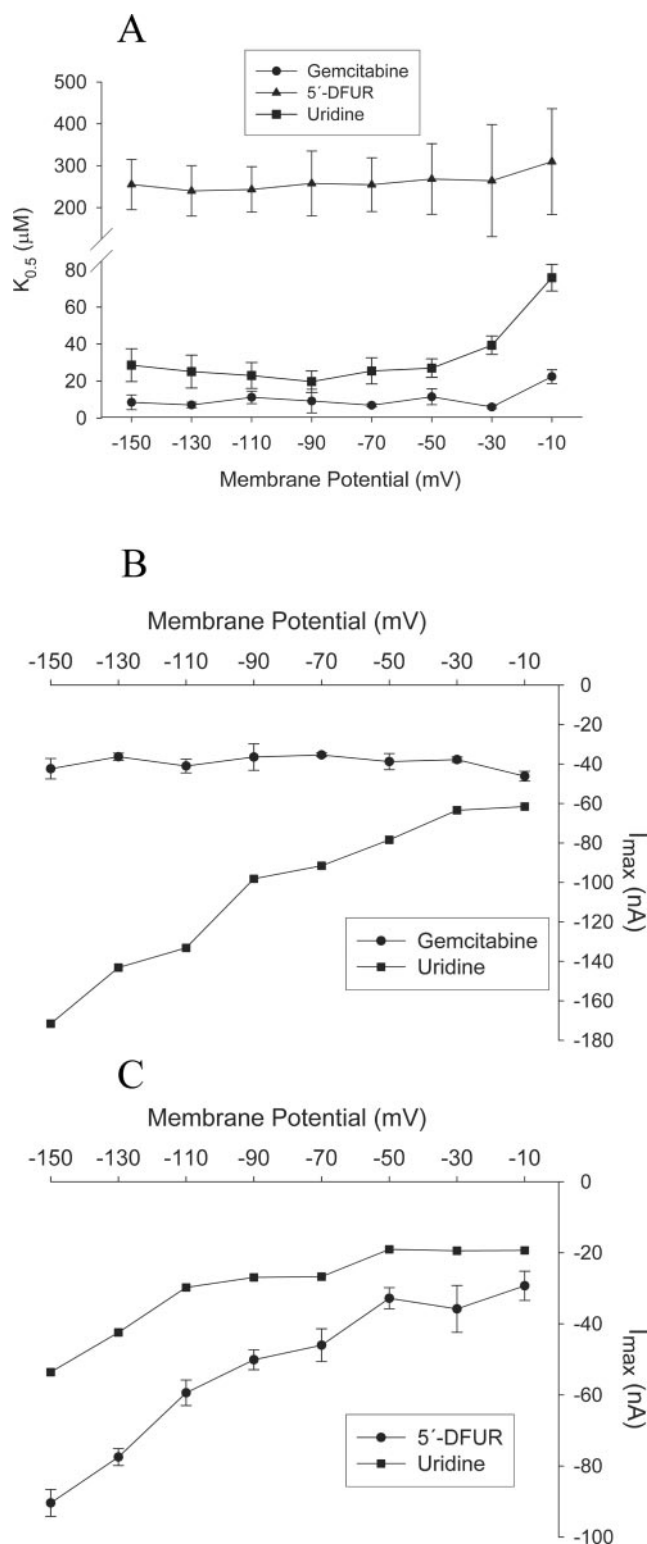 A
Gemcitabine
5´-DFUR
Uridine
500
400
300
200
80
60
40
20
0
K0.5 (μM)
-150 -130 -110 -90 -70 -50 -30 -10
Membrane Potential (mV)
B
Membrane Potential (mV)
-150 -130 -110 -90 -70 -50 -30 -10
0
-20
-40
-60
-80
-100
-120
-140
-160
-180
Imax (nA)
Gemcitabine
Uridine
C
Membrane Potential (mV)
-150 -130 -110 -90 -70 -50 -30 -10
0
-20
-40
-60
-80
-100
Imax (nA)
5´-DFUR
Uridine